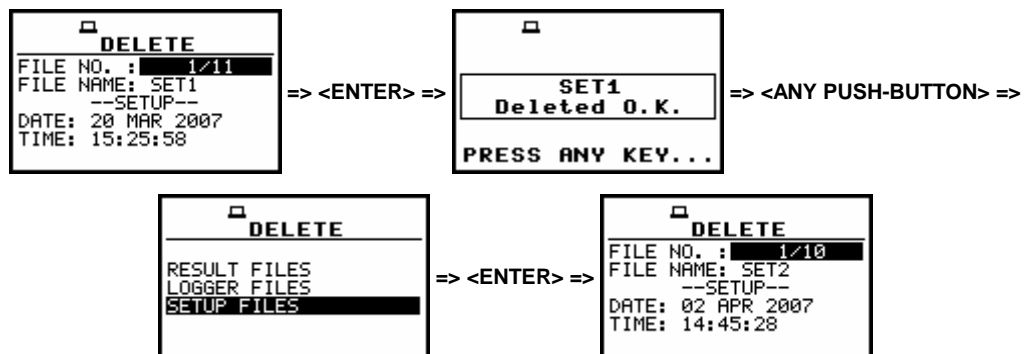 DELETE
FILE NO. : 1/11
FILE NAME: SET1
--SETUP--
DATE: 20 MAR 2007
TIME: 15:25:58
=> <ENTER> =>
SET1
Deleted O.K.
PRESS ANY KEY...
=> <ANY PUSH-BUTTON> =>
DELETE
RESULT FILES
LOGGER FILES
SETUP FILES
=> <ENTER> =>
DELETE
FILE NO. : 1/10
FILE NAME: SET2
--SETUP--
DATE: 02 APR 2007
TIME: 14:45:28